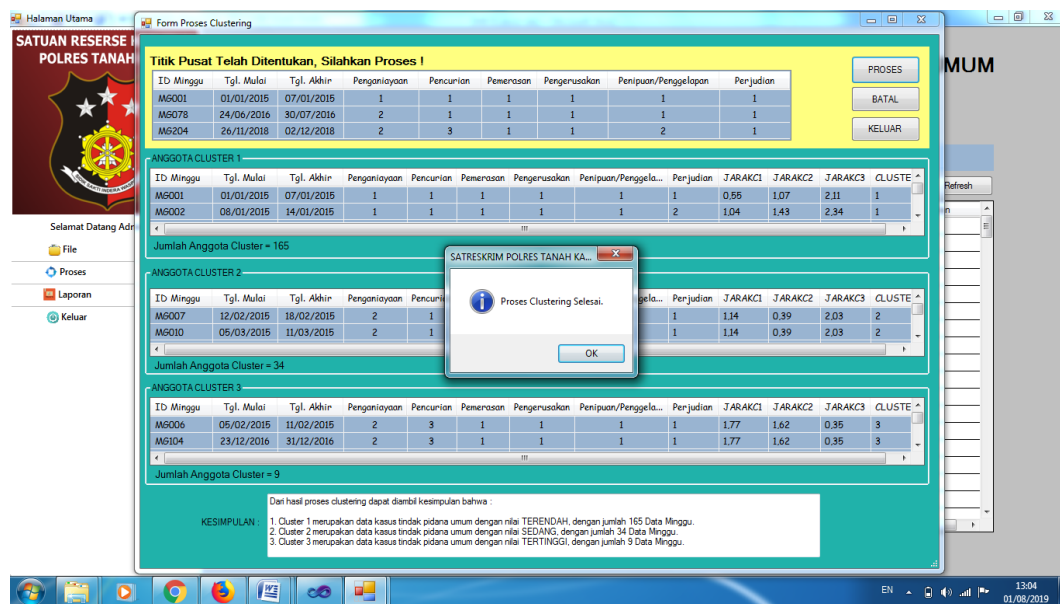 Halaman Utama
Form Proses Clustering
SATUAN RESERSE
POLRES TANAH
MUM
SIDIK SAKTI INDERA WASPADA
Selamat Datang
File
Proses
Laporan
Keluar
Refresh
Titik Pusat Telah Ditentukan, Silahkan Proses !
ID Minggu Tgl. Mulai Tgl. Akhir Penganiyaan Pencurian Pemerasan Pengerusakan Penipuan/Penggelapan Perjudian
MG001 01/01/2015 07/01/2015 1 1 1 1 1 1
MG078 24/06/2016 30/07/2016 2 1 1 1 1 1
MG204 26/11/2018 02/12/2018 2 3 1 1 2 1
PROSES
BATAL
KELUAR
ANGGOTA CLUSTER 1
ID Minggu Tgl. Mulai Tgl. Akhir Penganiyaan Pencurian Pemerasan Pengerusakan Penipuan/Penggela... Perjudian JARAKC1 JARAKC2 JARAKC3 CLUSTE
MG001 01/01/2015 07/01/2015 1 1 1 1 1 1 0,55 1,07 2,11 1
MG002 08/01/2015 14/01/2015 1 1 1 1 1 2 1,04 1,43 2,34 1
Jumlah Anggota Cluster = 165
ANGGOTA CLUSTER 2
ID Minggu Tgl. Mulai Tgl. Akhir Penganiyaan Perjudian JARAKC1 JARAKC2 JARAKC3 CLUSTE
MG007 12/02/2015 18/02/2015 2 1 1 1,14 0,39 2,03 2
MG010 05/03/2015 11/03/2015 2 1 1 1,14 0,39 2,03 2
Jumlah Anggota Cluster = 34
SATRESKRIM POLRES TANAH KA...
Proses Clustering Selesai.
OK
ANGGOTA CLUSTER 3
ID Minggu Tgl. Mulai Tgl. Akhir Penganiyaan Pencurian Pemerasan Pengerusakan Penipuan/Penggela... Perjudian JARAKC1 JARAKC2 JARAKC3 CLUSTE
MG006 05/02/2015 11/02/2015 2 3 1 1 1 1 1,77 1,62 0,35 3
MG104 23/12/2016 31/12/2016 2 3 1 1 1 1 1,77 1,62 0,35 3
Jumlah Anggota Cluster = 9
KESIMPULAN :
Dari hasil proses clustering dapat diambil kesimpulan bahwa :
1. Cluster 1 merupakan data kasus tindak pidana umum dengan nilai TERENDAH, dengan jumlah 165 Data Minggu.
2. Cluster 2 merupakan data kasus tindak pidana umum dengan nilai SEDANG, dengan jumlah 34 Data Minggu.
3. Cluster 3 merupakan data kasus tindak pidana umum dengan nilai TERTINGGI, dengan jumlah 9 Data Minggu.
EN
13:04
01/08/2019